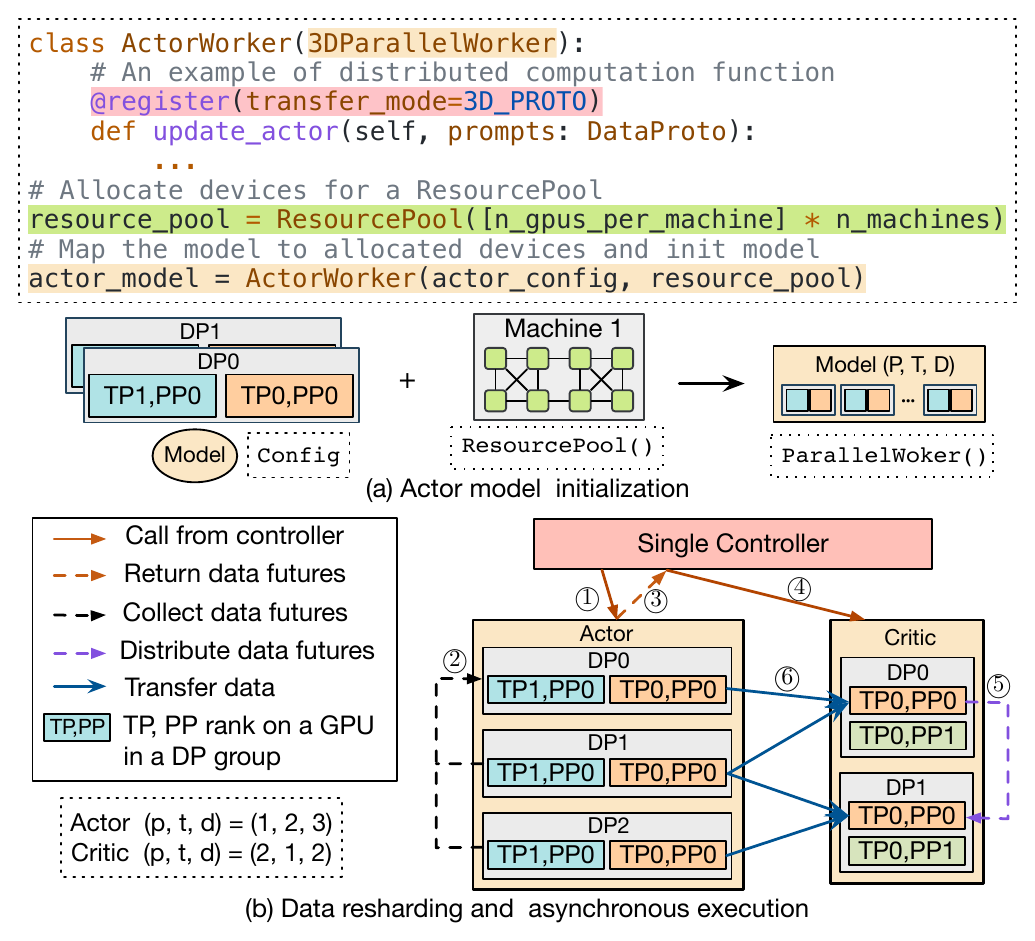 class ActorWorker(3DParallelWorker):
# An example of distributed computation function
@register(transfer_mode=3D_PROTO)
def update_actor(self, prompts: DataProto):
...
# Allocate devices for a ResourcePool
resource_pool = ResourcePool([n_gpus_per_machine] * n_machines)
# Map the model to allocated devices and init model
actor_model = ActorWorker(actor_config, resource_pool)
DP1
DP0
TP1,PP0 TP0,PP0
Model
Config
+
Machine 1
ResourcePool()
Model (P, T, D)
...
ParallelWoker()
(a) Actor model initialization
Call from controller
Return data futures
Collect data futures
Distribute data futures
Transfer data
TP,PP
TP, PP rank on a GPU
in a DP group
Actor (p, t, d) = (1, 2, 3)
Critic (p, t, d) = (2, 1, 2)
Single Controller
①
③
④
②
Actor
DP0
TP1,PP0 TP0,PP0
DP1
TP1,PP0 TP0,PP0
DP2
TP1,PP0 TP0,PP0
⑥
Critic
DP0
TP0,PP0
TP0,PP1
⑤
DP1
TP0,PP0
TP0,PP1
(b) Data resharding and asynchronous execution